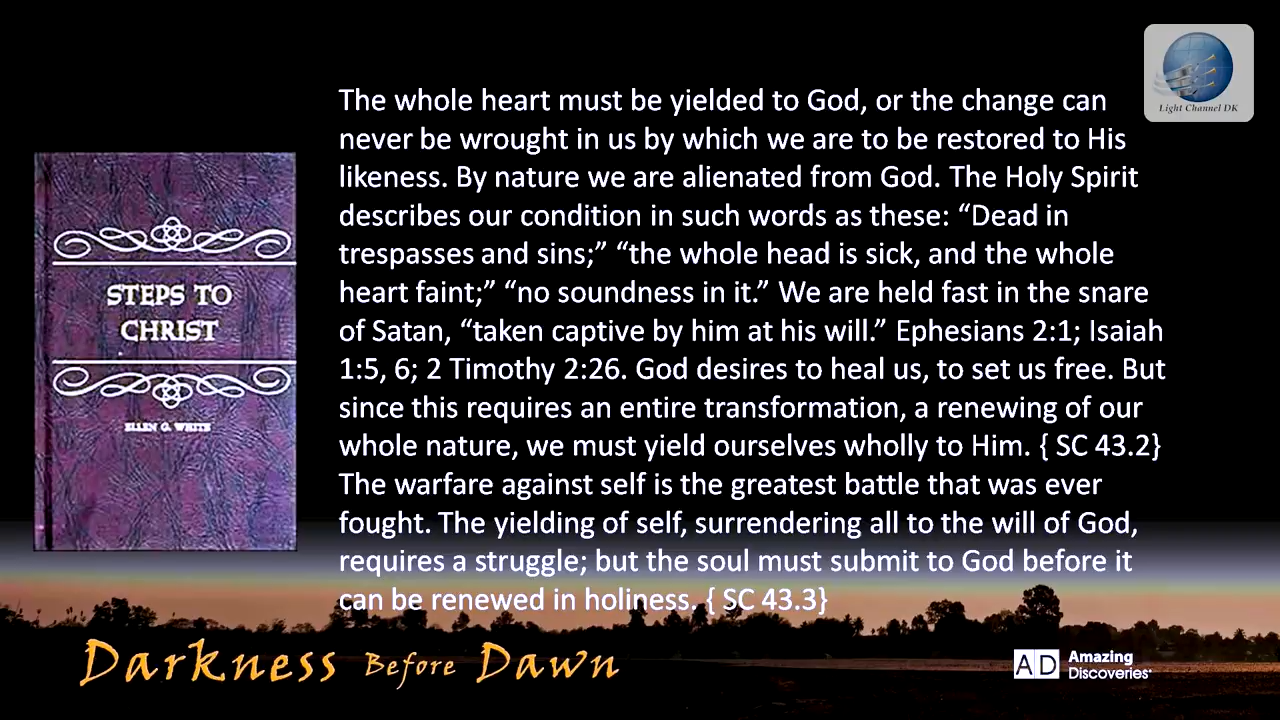 Light Channel DK
The whole heart must be yielded to God, or the change can
never be wrought in us by which we are to be restored to His
likeness. By nature we are alienated from God. The Holy Spirit
describes our condition in such words as these: “Dead in
trespasses and sins;” “the whole head is sick, and the whole
heart faint;” “no soundness in it.” We are held fast in the snare
of Satan, “taken captive by him at his will.” Ephesians 2:1; Isaiah
1:5, 6; 2 Timothy 2:26. God desires to heal us, to set us free. But
since this requires an entire transformation, a renewing of our
whole nature, we must yield ourselves wholly to Him. { SC 43.2}
The warfare against self is the greatest battle that was ever
fought. The yielding of self, surrendering all to the will of God,
requires a struggle; but the soul must submit to God before it
can be renewed in holiness. { SC 43.3}
STEPS TO
CHRIST
ELLEN G. WHITE
Darkness Before Dawn
AD
Amazing
Discoveries